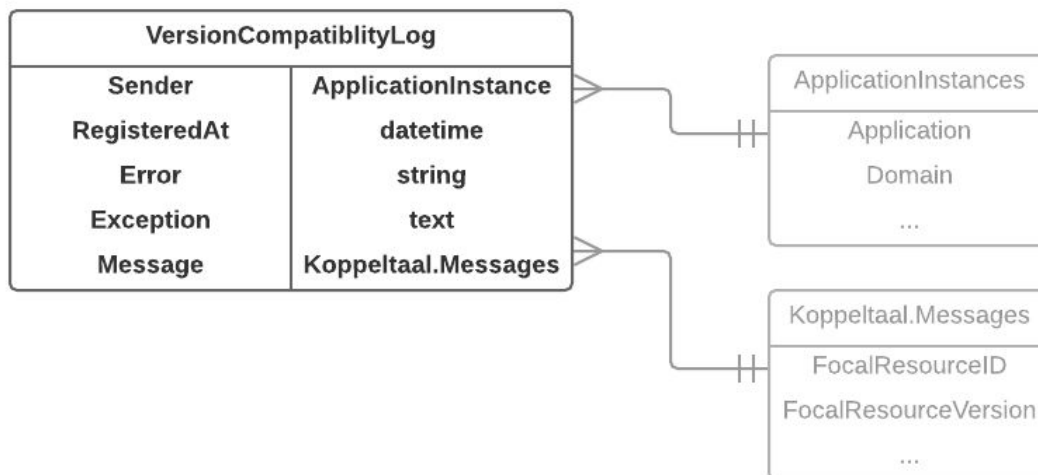 VersionCompatiblityLog
Sender ApplicationInstance
RegisteredAt datetime
Error string
Exception text
Message Koppeltaal.Messages
ApplicationInstances
Application
Domain
...
Koppeltaal.Messages
FocalResourceID
FocalResourceVersion
...